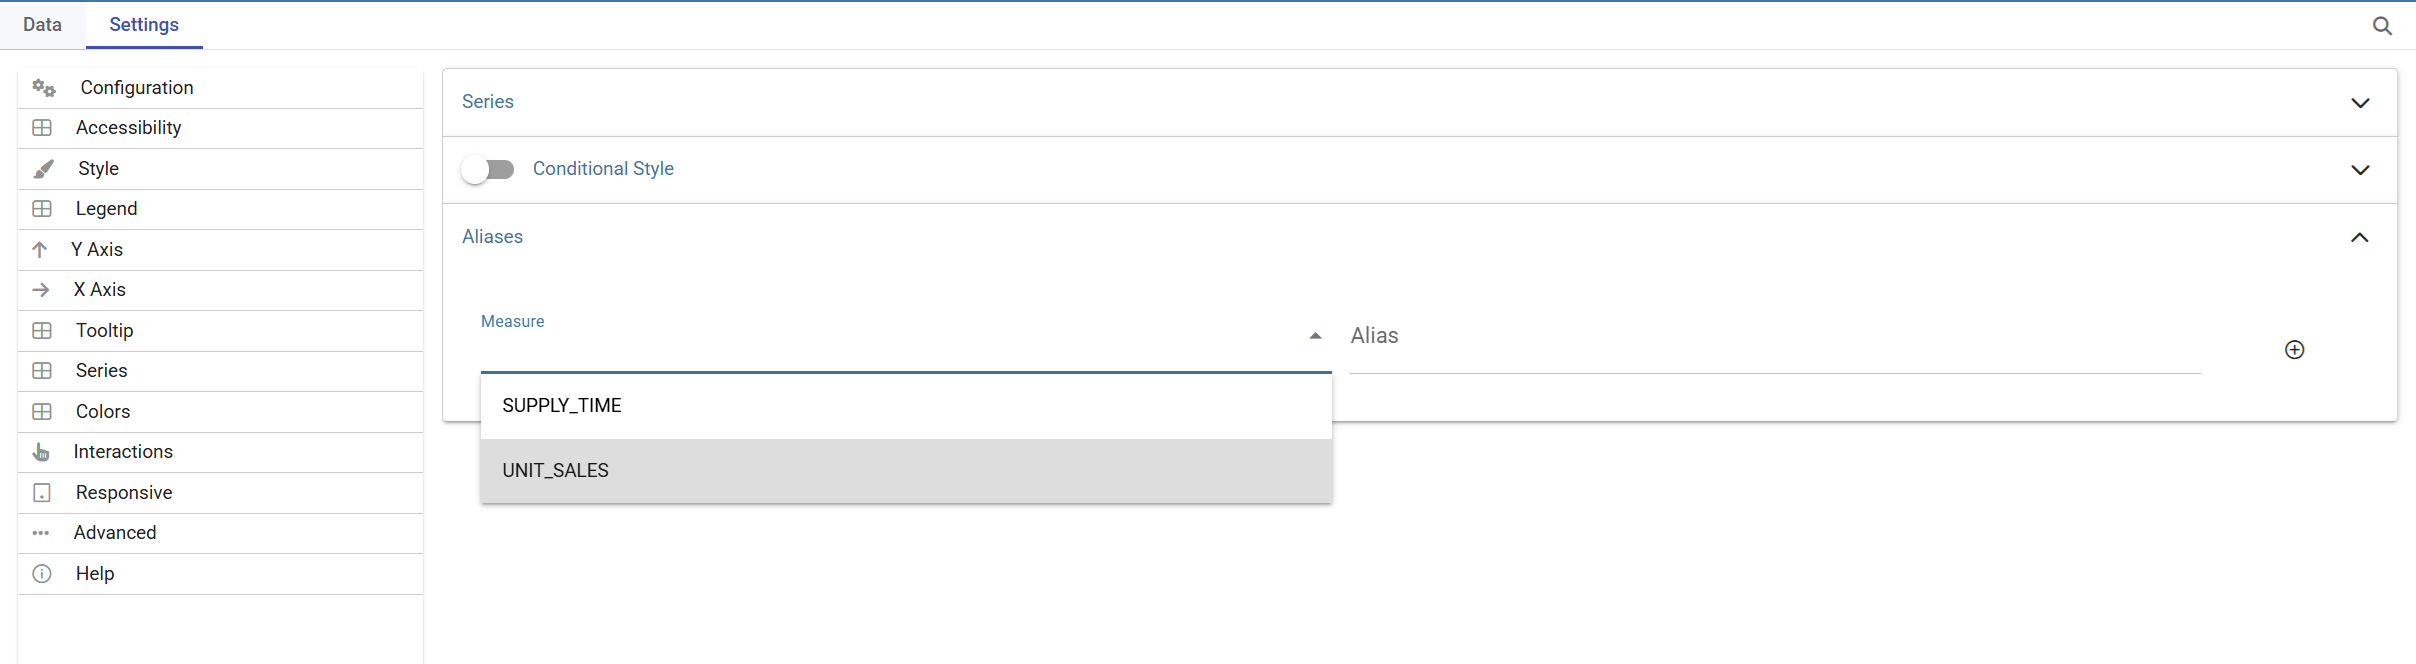 Data
Settings
Configuration
Accessibility
Style
Legend
Y Axis
X Axis
Tooltip
Series
Colors
Interactions
Responsive
Advanced
Help
Series
Conditional Style
Aliases
Measure
Alias
SUPPLY_TIME
UNIT_SALES